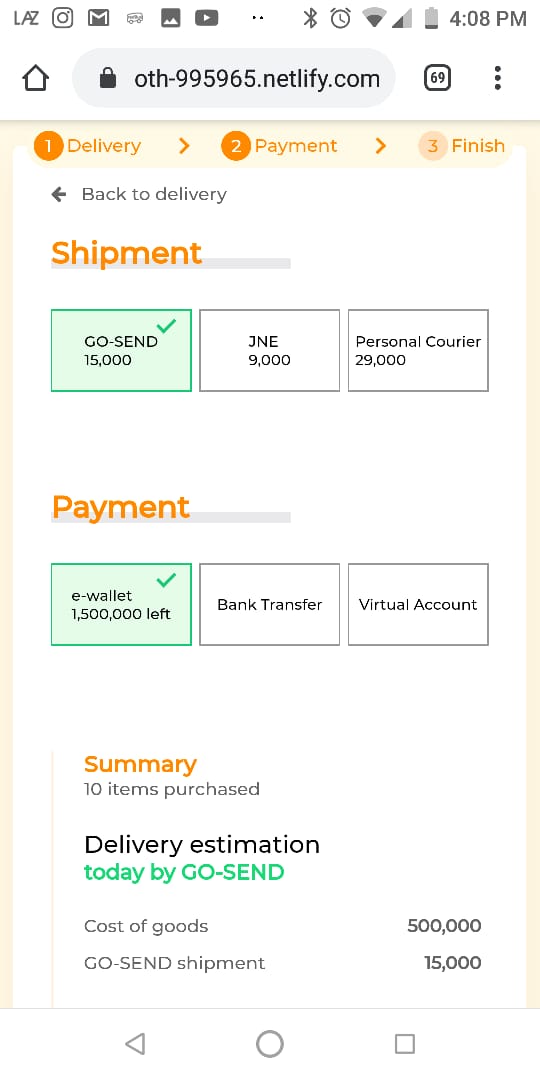 LAZ
4:08 PM
oth-995965.netlify.com
69
1 Delivery > 2 Payment > 3 Finish
Back to delivery
Shipment
GO-SEND
15,000
JNE
9,000
Personal Courier
29,000
Payment
e-wallet
1,500,000 left
Bank Transfer
Virtual Account
Summary
10 items purchased
Delivery estimation
today by GO-SEND
Cost of goods 500,000
GO-SEND shipment 15,000